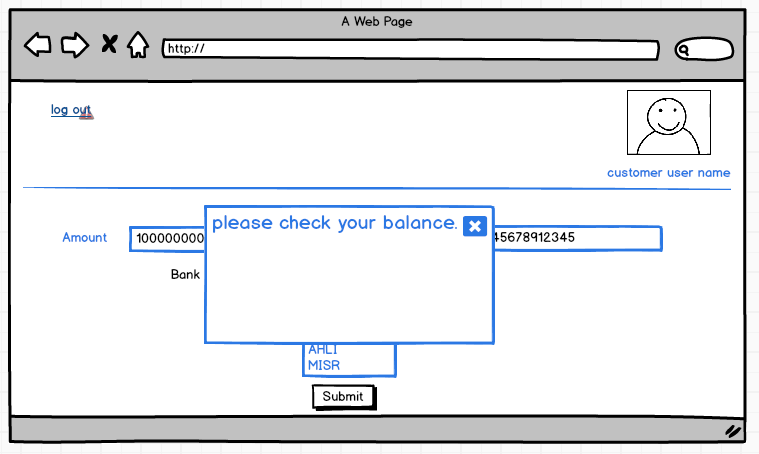 A Web Page
http://
log out
customer user name
please check your balance.
Amount 100000000 45678912345
Bank
AHLI
MISR
Submit